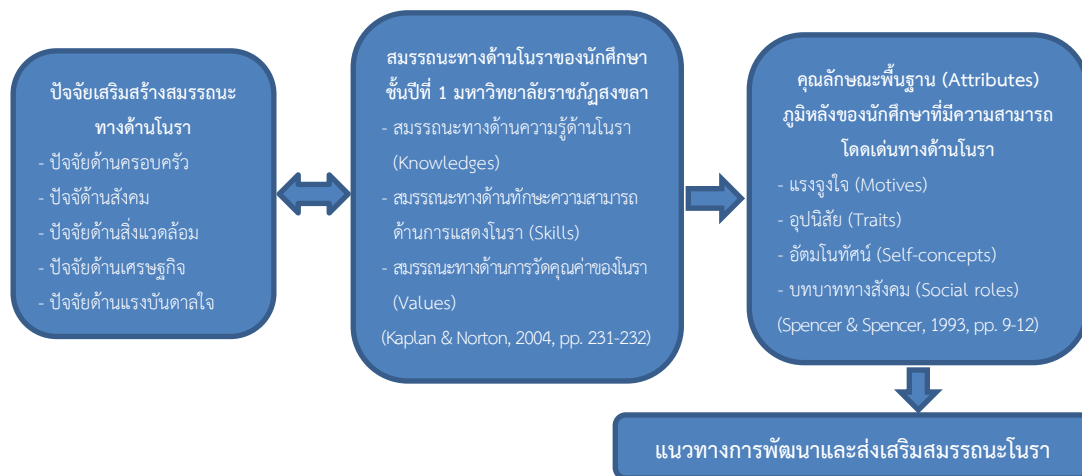 ปัจจัยเสริมสร้างสมรรถนะ
ทางด้านโนรา
- ปัจจัยด้านครอบครัว
- ปัจจัด้านสังคม
- ปัจจัยด้านสิ่งแวดล้อม
- ปัจจัยด้านเศรษฐกิจ
- ปัจจัยด้านแรงบันดาลใจ
สมรรถนะทางด้านโนราของนักศึกษา
ชั้นปีที่ 1 มหาวิทยาลัยราชภัฏสงขลา
- สมรรถนะทางด้านความรู้ด้านโนรา
(Knowledges)
- สมรรถนะทางด้านทักษะความสามารถ
ด้านการแสดงโนรา (Skills)
- สมรรถนะทางด้านการวัดคุณค่าของโนรา
(Values)
(Kaplan & Norton, 2004, pp. 231-232)
คุณลักษณะพื้นฐาน (Attributes)
ภูมิหลังของนักศึกษาที่มีความสามารถ
โดดเด่นทางด้านโนรา
- แรงจูงใจ (Motives)
- อุปนิสัย (Traits)
- อัตมโนทัศน์ (Self-concepts)
- บทบาททางสังคม (Social roles)
(Spencer & Spencer, 1993, pp. 9-12)
แนวทางการพัฒนาและส่งเสริมสมรรถนะโนรา